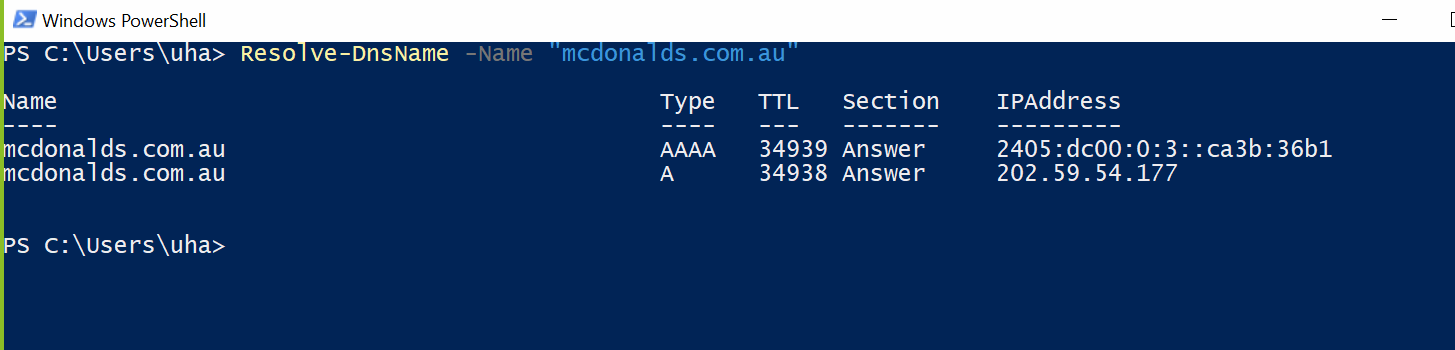 Windows PowerShell
PS C:\Users\uha> Resolve-DnsName -Name "mcdonalds.com.au"
Name Type TTL Section IPAddress
---- ---- --- ------- ---------
mcdonalds.com.au AAAA 34939 Answer 2405:dc00:0:3::ca3b:36b1
mcdonalds.com.au A 34938 Answer 202.59.54.177
PS C:\Users\uha>